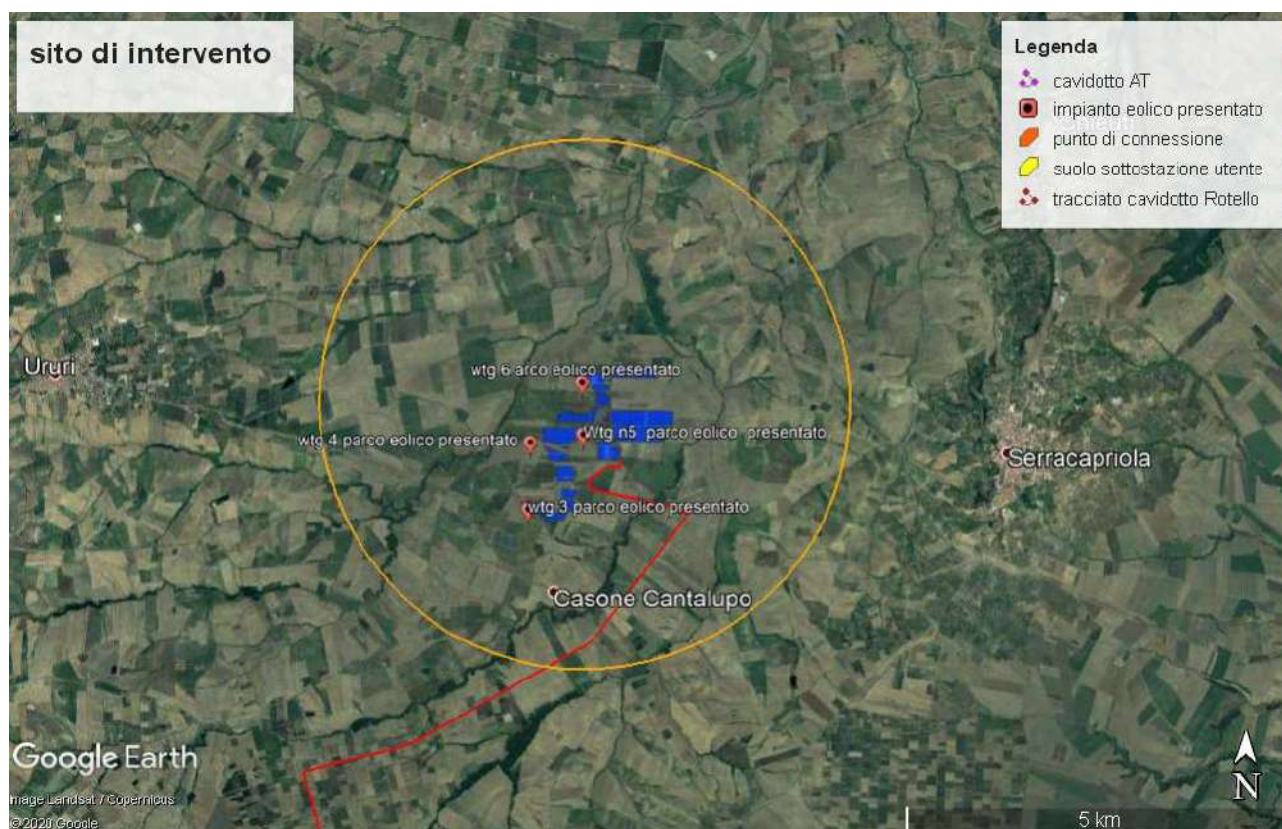 sito di intervento
Legenda
cavidotto AT
impianto eolico presentato
punto di connessione
suolo sottostazione utente
tracciato cavidotto Rotello
Ururi
wtg 6 arco eolico presentato
wtg 4 parco eolico presentato
Wtg n5 parco eolico presentato
Serracapriola
wtg 3 parco eolico presentato
Casone Cantalupo
Google Earth
Image Landsat / Copernicus
© 2020 Google
N
5 km